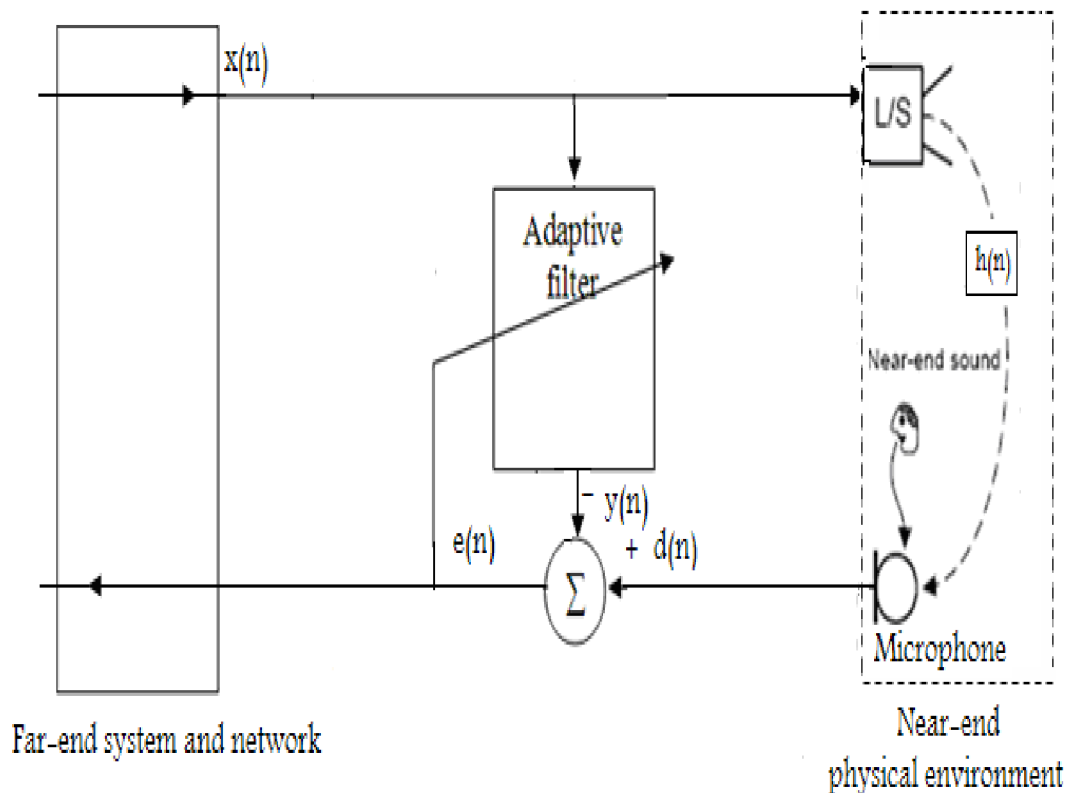 x(n)
L/S
Adaptive
filter
h(n)
Near-end sound
− y(n)
e(n)
+ d(n)
Σ
Microphone
Far-end system and network
Near-end
physical environment